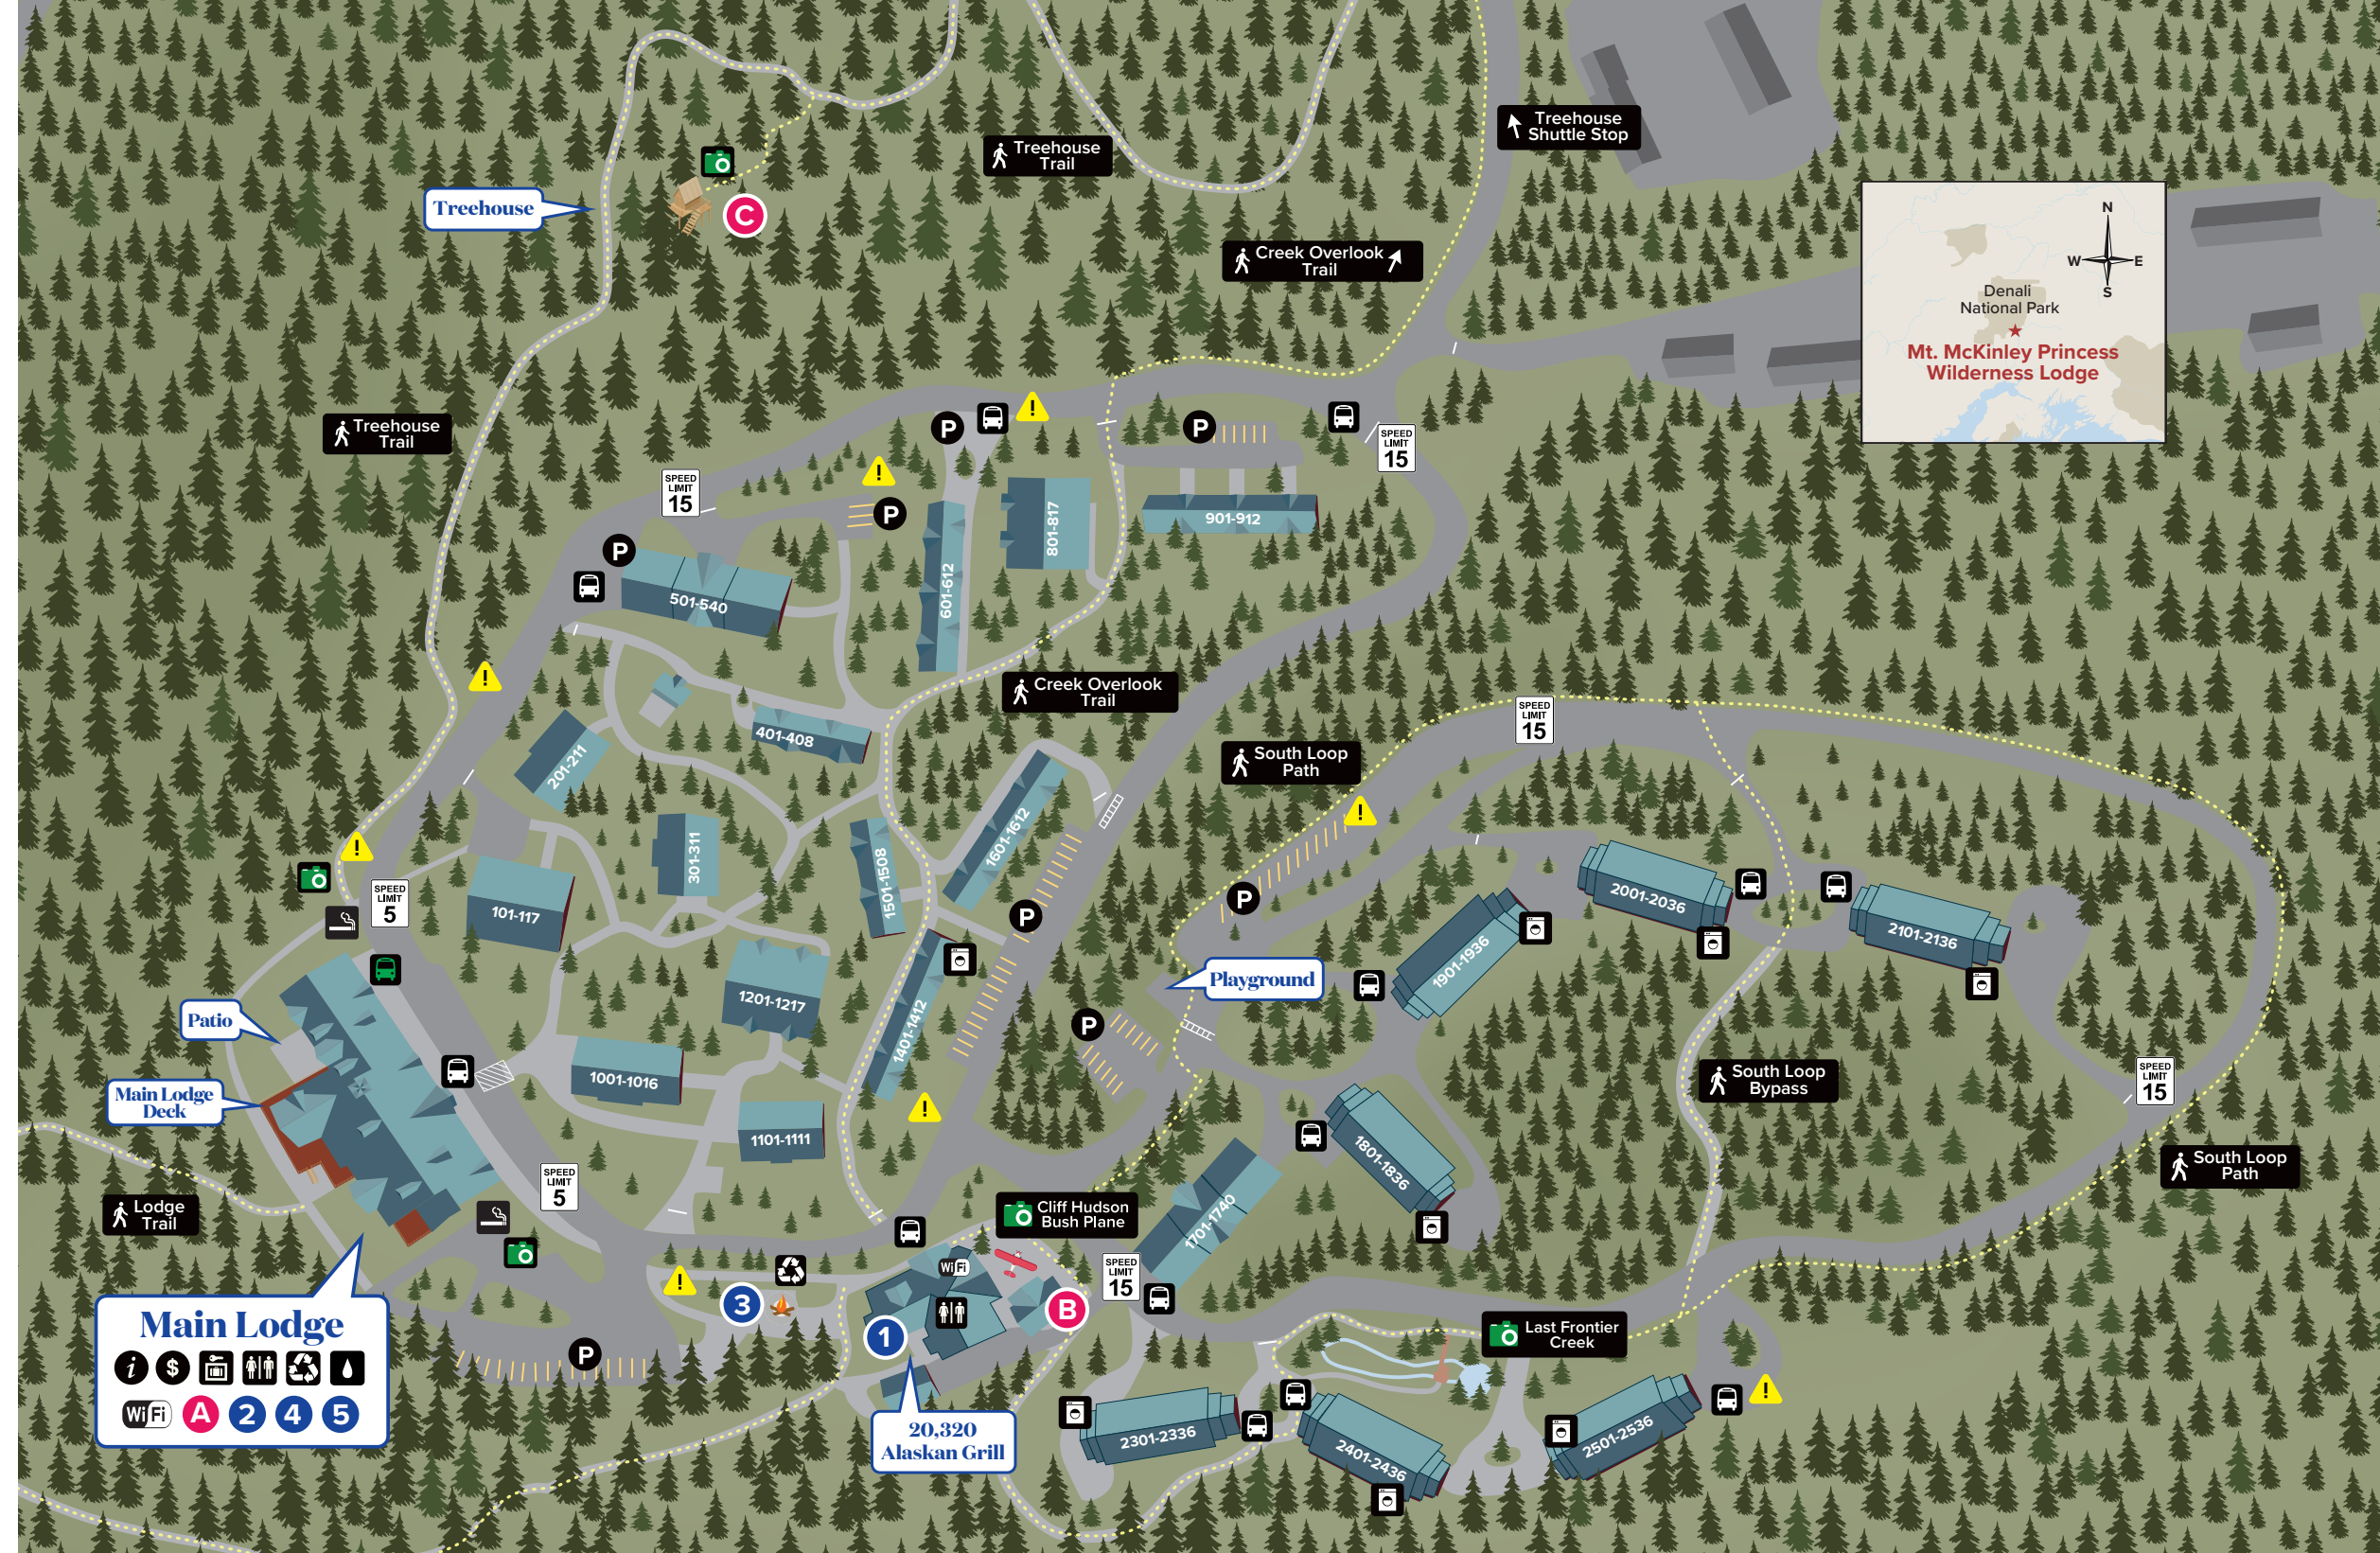 Treehouse
Shuttle Stop
Treehouse
Trail
C
Treehouse
Creek Overlook
Trail
N
W
E
S
Denali
National Park
Mt. McKinley Princess
Wilderness Lodge
Treehouse
Trail
P
P
SPEED
LIMIT
15
SPEED
LIMIT
15
P
P
901-912
801-817
601-612
501-540
Creek Overlook
Trail
SPEED
LIMIT
15
401-408
201-211
South Loop
Path
1601-1612
301-311
1501-1508
SPEED
LIMIT
5
101-117
P
P
2001-2036
2101-2136
1901-1936
Playground
1201-1217
Patio
1401-1412
P
1001-1016
South Loop
Bypass
SPEED
LIMIT
15
Main Lodge
Deck
1101-1111
1801-1836
South Loop
Path
SPEED
LIMIT
5
Lodge
Trail
Cliff Hudson
Bush Plane
1701-1740
WiFi
SPEED
LIMIT
15
3
B
1
Main Lodge
i
$
WiFi
A
2
4
5
P
Last Frontier
Creek
20,320
Alaskan Grill
2301-2336
2401-2436
2501-2536